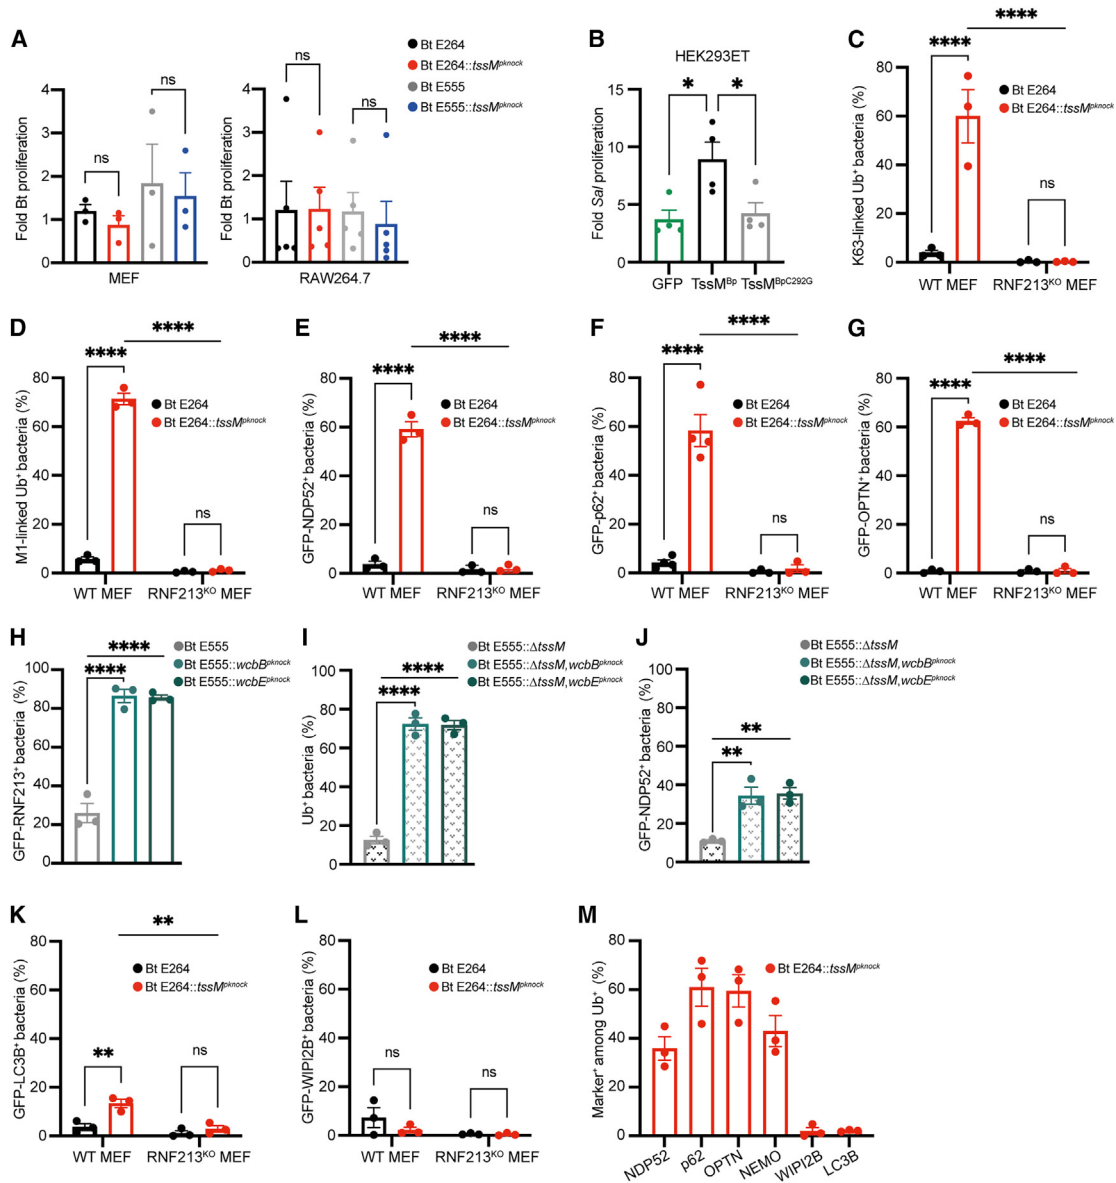 A
Fold Bt proliferation
4
3
2
1
0
ns
ns
MEF
Fold Bt proliferation
4
3
2
1
0
ns
ns
RAW264.7
Bt E264
Bt E264::tssMpknock
Bt E555
Bt E555::tssMpknock
B
HEK293ET
Fold Sal proliferation
15
10
5
0
* *
GFP TssMBp TssMBpC292G
C
K63-linked Ub+ bacteria (%)
80
60
40
20
0
****
****
ns
Bt E264
Bt E264::tssMpknock
WT MEF RNF213KO MEF
D
M1-linked Ub+ bacteria (%)
80
60
40
20
0
****
****
ns
Bt E264
Bt E264::tssMpknock
WT MEF RNF213KO MEF
E
GFP-NDP52+ bacteria (%)
80
60
40
20
0
****
****
ns
Bt E264
Bt E264::tssMpknock
WT MEF RNF213KO MEF
F
GFP-p62+ bacteria (%)
80
60
40
20
0
****
****
ns
Bt E264
Bt E264::tssMpknock
WT MEF RNF213KO MEF
G
GFP-OPTN+ bacteria (%)
80
60
40
20
0
****
****
ns
Bt E264
Bt E264::tssMpknock
WT MEF RNF213KO MEF
H
GFP-RNF213+ bacteria (%)
100
80
60
40
20
0
****
****
Bt E555
Bt E555::wcbBpknock
Bt E555::wcbEpknock
I
Ub+ bacteria (%)
100
80
60
40
20
0
****
****
Bt E555::ΔtssM
Bt E555::ΔtssM,wcbBpknock
Bt E555::ΔtssM,wcbEpknock
J
GFP-NDP52+ bacteria (%)
100
80
60
40
20
0
**
**
Bt E555::ΔtssM
Bt E555::ΔtssM,wcbBpknock
Bt E555::ΔtssM,wcbEpknock
K
GFP-LC3B+ bacteria (%)
80
60
40
20
0
**
**
ns
Bt E264
Bt E264::tssMpknock
WT MEF RNF213KO MEF
L
GFP-WIPI2B+ bacteria (%)
80
60
40
20
0
ns
ns
Bt E264
Bt E264::tssMpknock
WT MEF RNF213KO MEF
M
Marker+ among Ub+ (%)
80
60
40
20
0
Bt E264::tssMpknock
NDP52 p62 OPTN NEMO WIPI2B LC3B